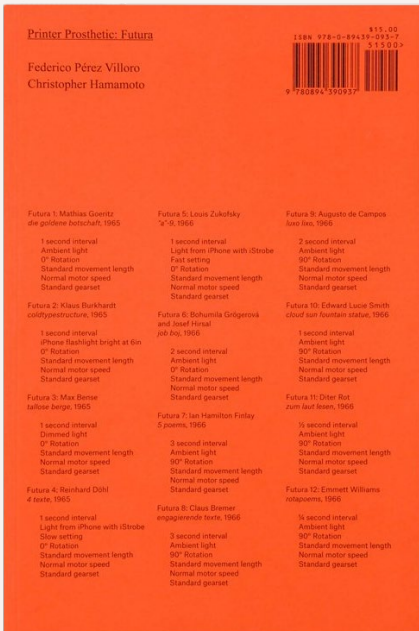 Printer Prosthetic: Futura
Federico Pérez Villoro
Christopher Hamamoto
$15.00
ISBN 978-0-89439-093-7
51500>
9 780894 390937
Futura 1: Mathias Goeritz
die goldene botschaft, 1965
1 second interval
Ambient light
0° Rotation
Standard movement length
Normal motor speed
Standard gearset
Futura 2: Klaus Burkhardt
coldtypestructure, 1965
1 second interval
iPhone flashlight bright at 6in
0° Rotation
Standard movement length
Normal motor speed
Standard gearset
Futura 3: Max Bense
tallose berge, 1965
1 second interval
Dimmed light
0° Rotation
Standard movement length
Normal motor speed
Standard gearset
Futura 4: Reinhard Döhl
4 texte, 1965
1 second interval
Light from iPhone with iStrobe
Slow setting
0° Rotation
Standard movement length
Normal motor speed
Standard gearset
Futura 5: Louis Zukofsky
"a"-9, 1966
1 second interval
Light from iPhone with iStrobe
Fast setting
0° Rotation
Standard movement length
Normal motor speed
Standard gearset
Futura 6: Bohumila Grögerová
and Josef Hirsal
job boj, 1966
2 second interval
Ambient light
0° Rotation
Standard movement length
Normal motor speed
Standard gearset
Futura 7: Ian Hamilton Finlay
5 poems, 1966
3 second interval
Ambient light
90° Rotation
Standard movement length
Normal motor speed
Standard gearset
Futura 8: Claus Bremer
engagierende texte, 1966
3 second interval
Ambient light
90° Rotation
Standard movement length
Normal motor speed
Standard gearset
Futura 9: Augusto de Campos
luxo lixo, 1966
2 second interval
Ambient light
90° Rotation
Standard movement length
Normal motor speed
Standard gearset
Futura 10: Edward Lucie Smith
cloud sun fountain statue, 1966
1 second interval
Ambient light
90° Rotation
Standard movement length
Normal motor speed
Standard gearset
Futura 11: Diter Rot
zum laut lesen, 1966
½ second interval
Ambient light
90° Rotation
Standard movement length
Normal motor speed
Standard gearset
Futura 12: Emmett Williams
rotapoems, 1966
¼ second interval
Ambient light
90° Rotation
Standard movement length
Normal motor speed
Standard gearset